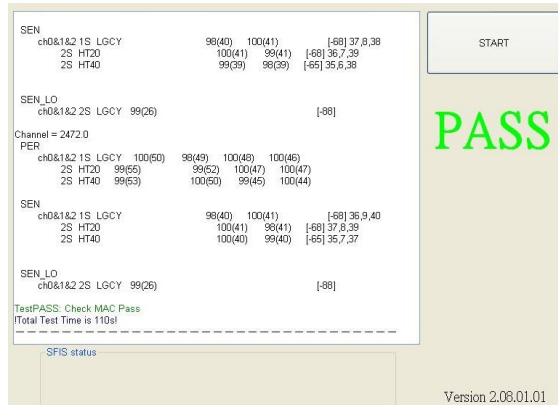 SEN
ch0&1&2 1S LGCY 98(40) 100(41) [-68] 37,8,38
2S HT20 100(41) 99(41) [-68] 36,7,39
2S HT40 99(39) 98(39) [-65] 35,6,38
SEN_LO
ch0&1&2 2S LGCY 99(26) [-88]
Channel = 2472.0
PER
ch0&1&2 1S LGCY 100(50) 98(49) 100(48) 100(46)
2S HT20 99(55) 99(52) 100(47) 100(47)
2S HT40 99(53) 100(50) 99(45) 100(44)
SEN
ch0&1&2 1S LGCY 98(40) 100(41) [-68] 36,9,40
2S HT20 100(41) 98(41) [-68] 37,8,39
2S HT40 100(40) 99(40) [-65] 35,7,37
SEN_LO
ch0&1&2 2S LGCY 99(26) [-88]
TestPASS: Check MAC Pass
!Total Test Time is 110s!
START
PASS
SFIS status
Version 2.08.01.01